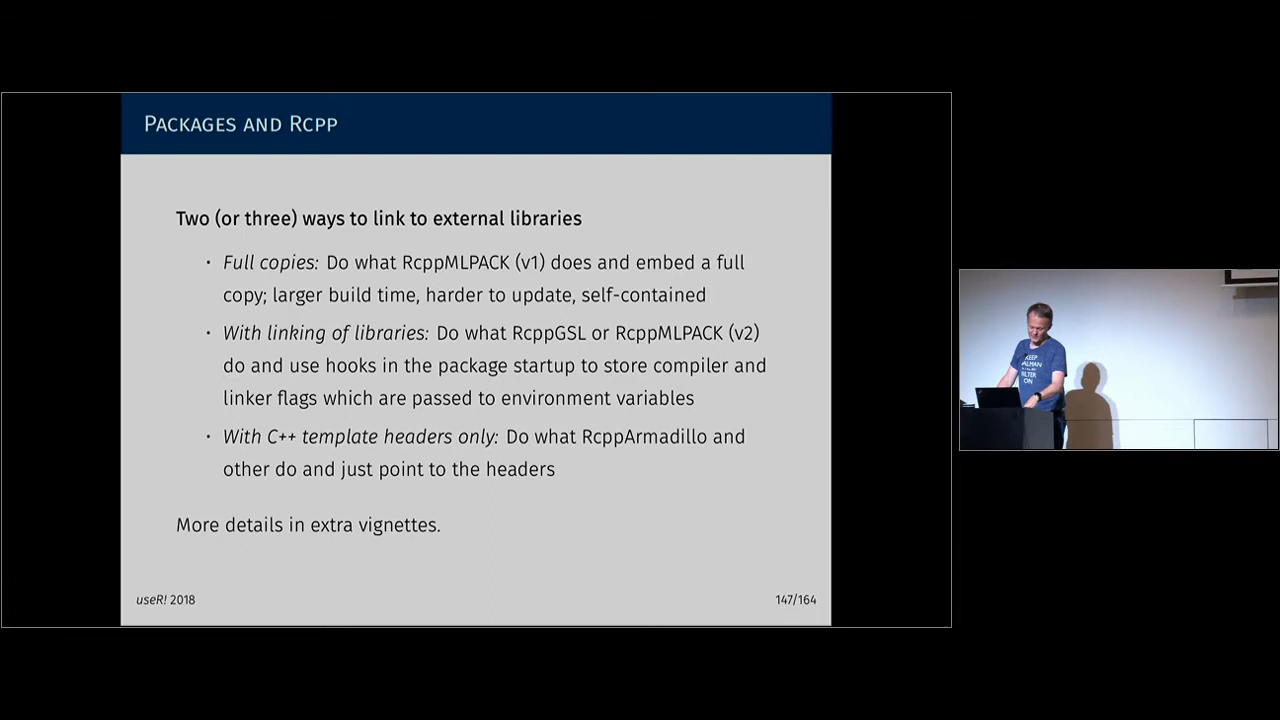 Packages and Rcpp
Two (or three) ways to link to external libraries
· Full copies: Do what RcppMLPACK (v1) does and embed a full
copy; larger build time, harder to update, self-contained
· With linking of libraries: Do what RcppGSL or RcppMLPACK (v2)
do and use hooks in the package startup to store compiler and
linker flags which are passed to environment variables
· With C++ template headers only: Do what RcppArmadillo and
other do and just point to the headers
More details in extra vignettes.
useR! 2018
147/164
KEEP
KALMAN
FILTER
ON